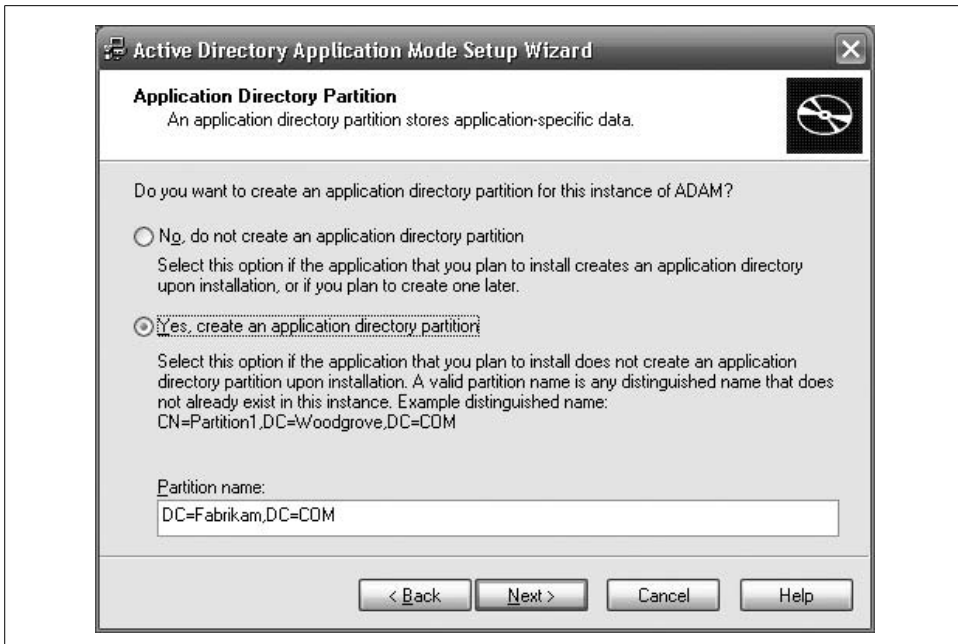 Active Directory Application Mode Setup Wizard
Application Directory Partition
An application directory partition stores application-specific data.
Do you want to create an application directory partition for this instance of ADAM?
No, do not create an application directory partition
Select this option if the application that you plan to install creates an application directory
upon installation, or if you plan to create one later.
Yes, create an application directory partition
Select this option if the application that you plan to install does not create an application
directory partition upon installation. A valid partition name is any distinguished name that does
not already exist in this instance. Example distinguished name:
CN=Partition1,DC=Woodgrove,DC=COM
Partition name:
DC=Fabrikam,DC=COM
< Back Next > Cancel Help